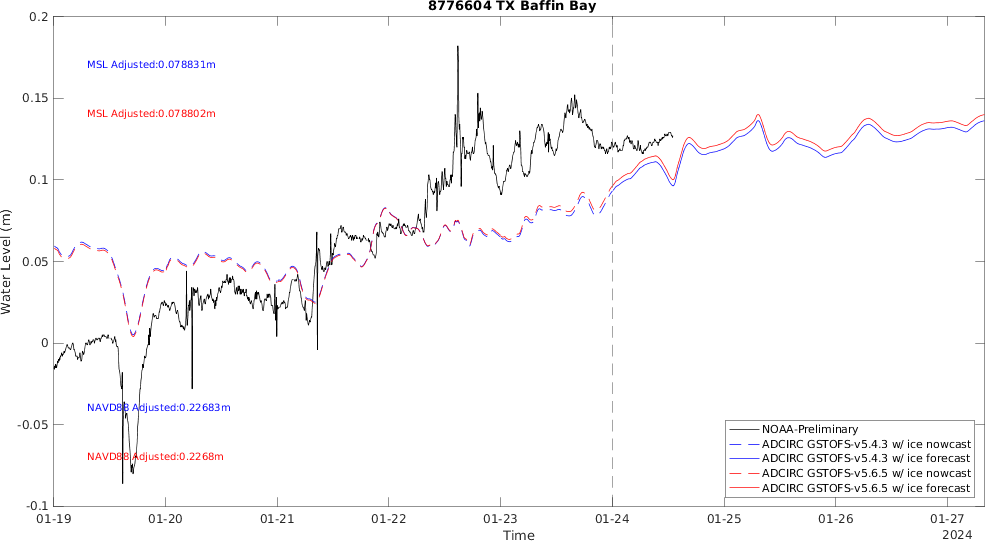 8776604 TX Baffin Bay
0.2
MSL Adjusted:0.078831m
0.15
MSL Adjusted:0.078802m
0.1
Water Level (m)
0.05
0
NAVD88 Adjusted:0.22683m
-0.05
NAVD88 Adjusted:0.2268m
-0.1
NOAA-Preliminary
ADCIRC GSTOFS-v5.4.3 w/ ice nowcast
ADCIRC GSTOFS-v5.4.3 w/ ice forecast
ADCIRC GSTOFS-v5.6.5 w/ ice nowcast
ADCIRC GSTOFS-v5.6.5 w/ ice forecast
01-19 01-20 01-21 01-22 01-23 01-24 01-25 01-26 01-27
2024
Time